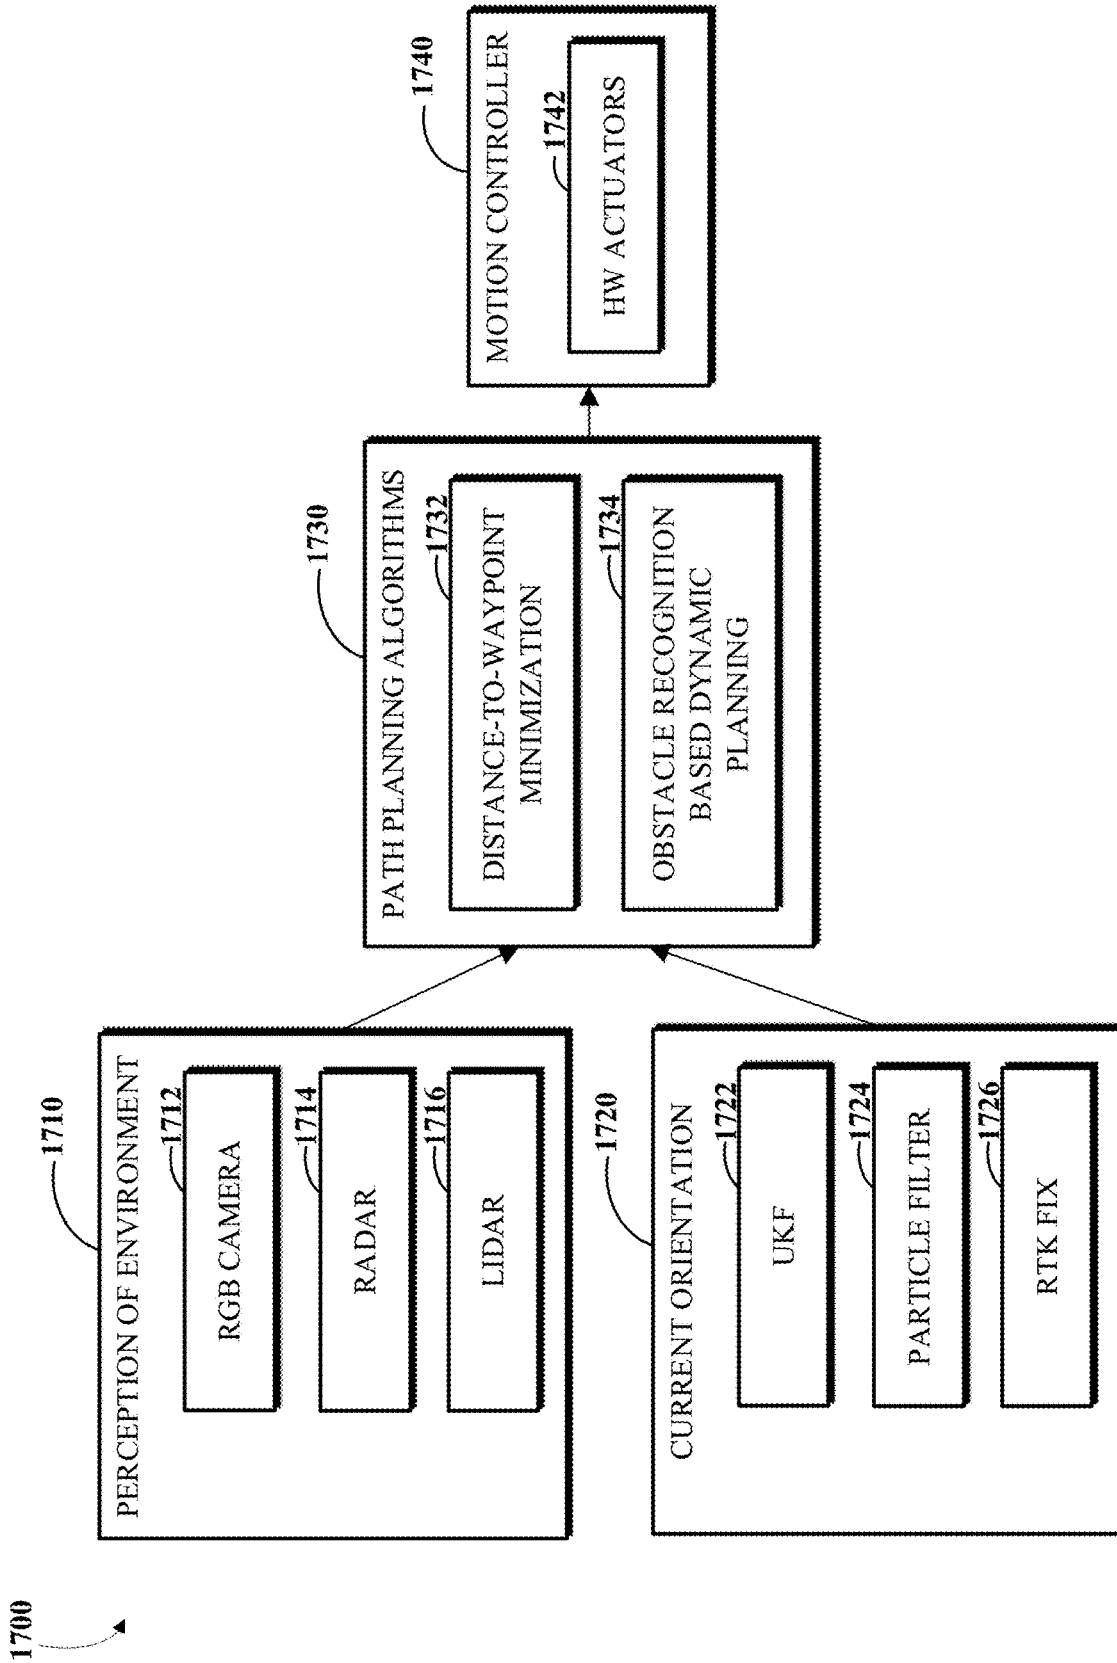 1700
1710
PERCEPTION OF ENVIRONMENT
1712
RGB CAMERA
1714
RADAR
1716
LIDAR
1720
CURRENT ORIENTATION
1722
UKF
1724
PARTICLE FILTER
1726
RTK FIX
1730
PATH PLANNING ALGORITHMS
1732
DISTANCE-TO-WAYPOINT
MINIMIZATION
1734
OBSTACLE RECOGNITION
BASED DYNAMIC
PLANNING
1740
MOTION CONTROLLER
1742
HW ACTUATORS